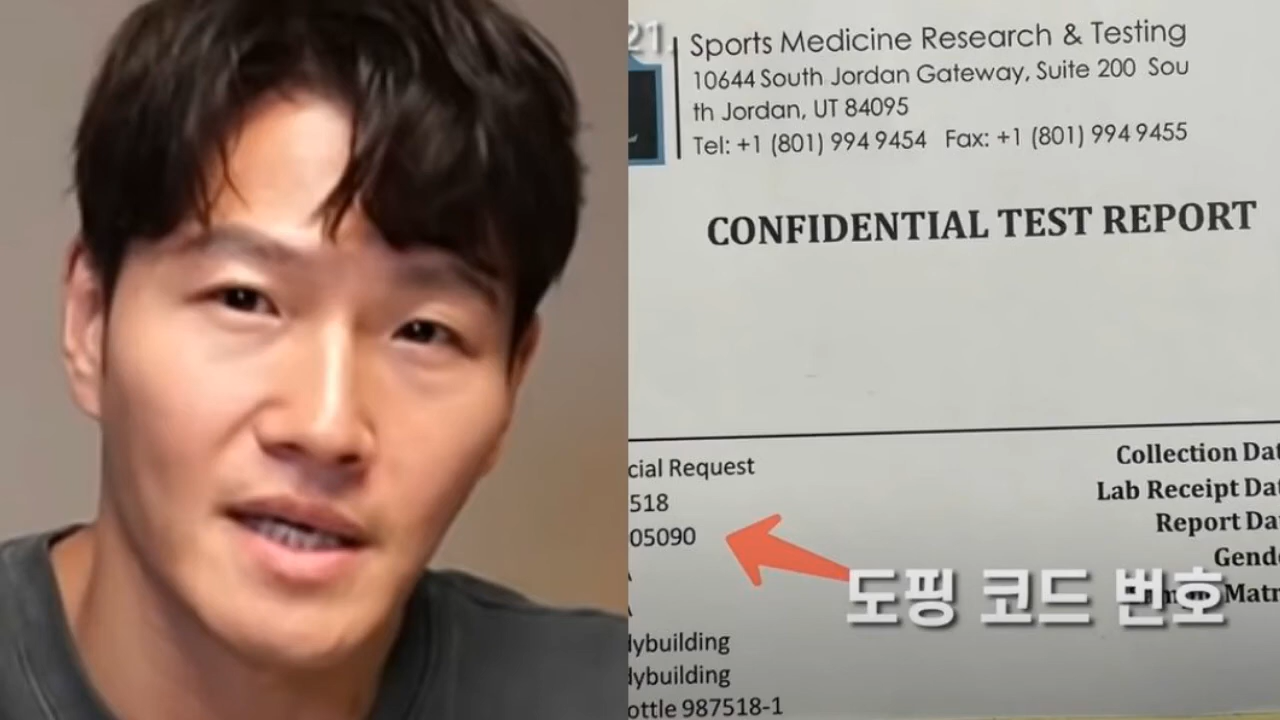 21.
Sports Medicine Research & Testing
10644 South Jordan Gateway, Suite 200 Sou
th Jordan, UT 84095
Tel: +1 (801) 994 9454 Fax: +1 (801) 994 9455
CONFIDENTIAL TEST REPORT
cial Request
518
05090
dybuilding
dybuilding
ottle 987518-1
Collection Dat
Lab Receipt Dat
Report Da
Gende
Matr
도핑 코드 번호